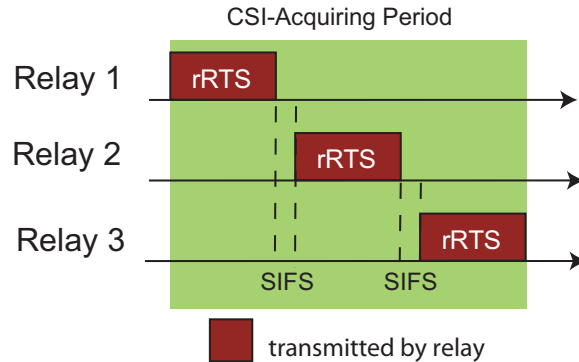 CSI-Acquiring Period
Relay 1
rRTS
Relay 2
rRTS
Relay 3
rRTS
SIFS
SIFS
transmitted by relay